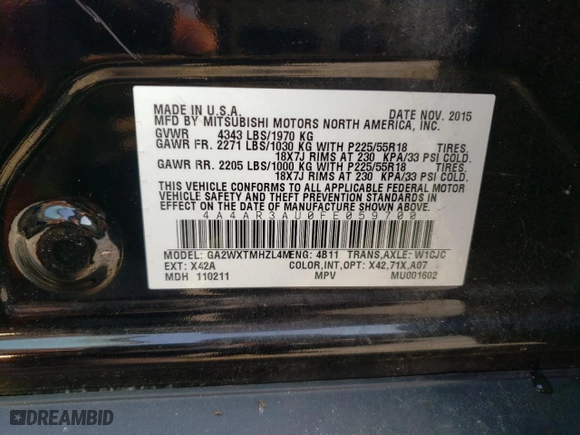 MADE IN U.S.A. DATE NOV. 2015
MFD BY MITSUBISHI MOTORS NORTH AMERICA, INC.
GVWR 4343 LBS/1970 KG
GAWR FR. 2271 LBS/1030 KG WITH P225/55R18 TIRES.
18X7J RIMS AT 230 KPA/33 PSI COLD.
GAWR RR. 2205 LBS/1000 KG WITH P225/55R18 TIRES.
18X7J RIMS AT 230 KPA/33 PSI COLD.
THIS VEHICLE CONFORMS TO ALL APPLICABLE FEDERAL MOTOR
VEHICLE SAFETY AND THEFT PREVENTION STANDARDS IN EFFECT
ON THE DATE OF MANUFACTURE SHOWN ABOVE.
4A4AR3AU0FE059700
MODEL: GA2WXTMHZL4M ENG: 4B11 TRANS,AXLE: W1CJC
EXT: X42A COLOR,INT,OPT: X42,71X,A07
MDH 110211 MPV MU001602
DREAMBID